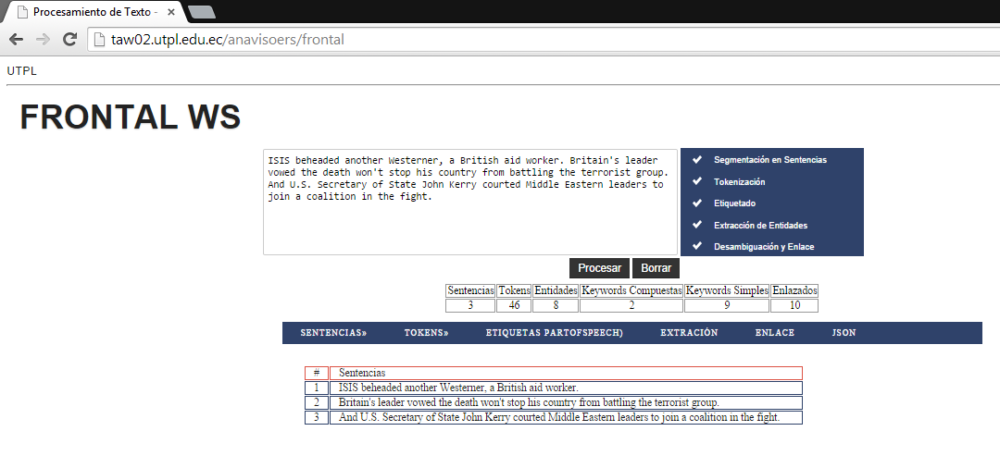 Procesamiento de Texto -
taw02.utpl.edu.ec/anavisoers/frontal
UTPL
FRONTAL WS
ISIS beheaded another Westerner, a British aid worker. Britain's leader
vowed the death won't stop his country from battling the terrorist group.
And U.S. Secretary of State John Kerry courted Middle Eastern leaders to
join a coalition in the fight.
Segmentación en Sentencias
Tokenización
Etiquetado
Extracción de Entidades
Desambiguación y Enlace
Procesar Borrar
Sentencias Tokens Entidades Keywords Compuestas Keywords Simples Enlazados
3 46 8 2 9 10
SENTENCIAS» TOKENS» ETIQUETAS PARTOFSPEECH) EXTRACIÓN ENLACE JSON
# Sentencias
1 ISIS beheaded another Westerner, a British aid worker.
2 Britain's leader vowed the death won't stop his country from battling the terrorist group.
3 And U.S. Secretary of State John Kerry courted Middle Eastern leaders to join a coalition in the fight.